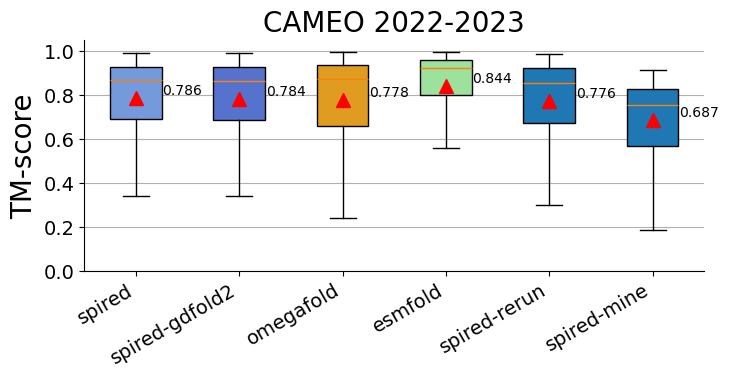 CAMEO 2022-2023
TM-score
1.0
0.8
0.6
0.4
0.2
0.0
0.786
0.784
0.778
0.844
0.776
0.687
spired
spired-gdfold2
omegafold
esmfold
spired-rerun
spired-mine